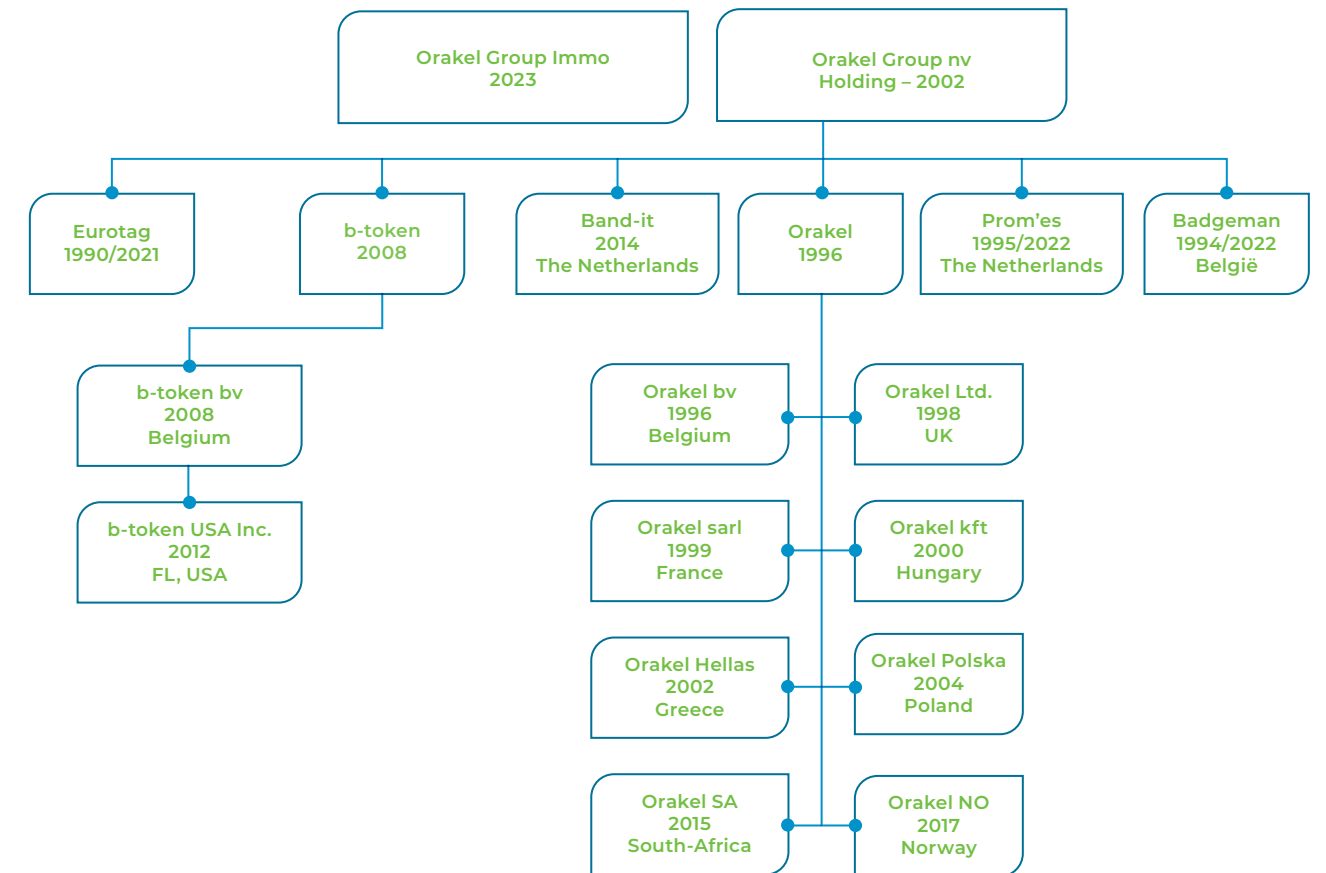 Orakel Group Immo
2023
Orakel Group nv
Holding – 2002
Eurotag
1990/2021
b-token
2008
Band-it
2014
The Netherlands
Orakel
1996
Prom’es
1995/2022
The Netherlands
Badgeman
1994/2022
België
b-token bv
2008
Belgium
Orakel bv
1996
Belgium
Orakel Ltd.
1998
UK
b-token USA Inc.
2012
FL, USA
Orakel sarl
1999
France
Orakel kft
2000
Hungary
Orakel Hellas
2002
Greece
Orakel Polska
2004
Poland
Orakel SA
2015
South-Africa
Orakel NO
2017
Norway